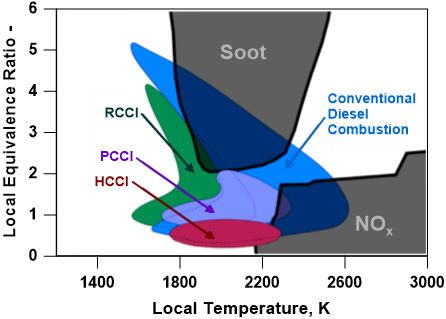 6
5
4
3
2
1
0
Local Equivalence Ratio -
Soot
RCCI
PCCI
HCCI
Conventional
Diesel
Combustion
NOx
1400
1800
2200
2600
3000
Local Temperature, K